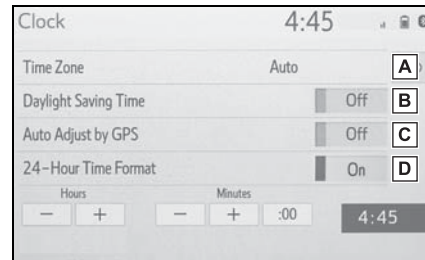 Clock 4:45
Time Zone Auto A
Daylight Saving Time Off B
Auto Adjust by GPS Off C
24-Hour Time Format On D
Hours Minutes
− + − + :00 4:45